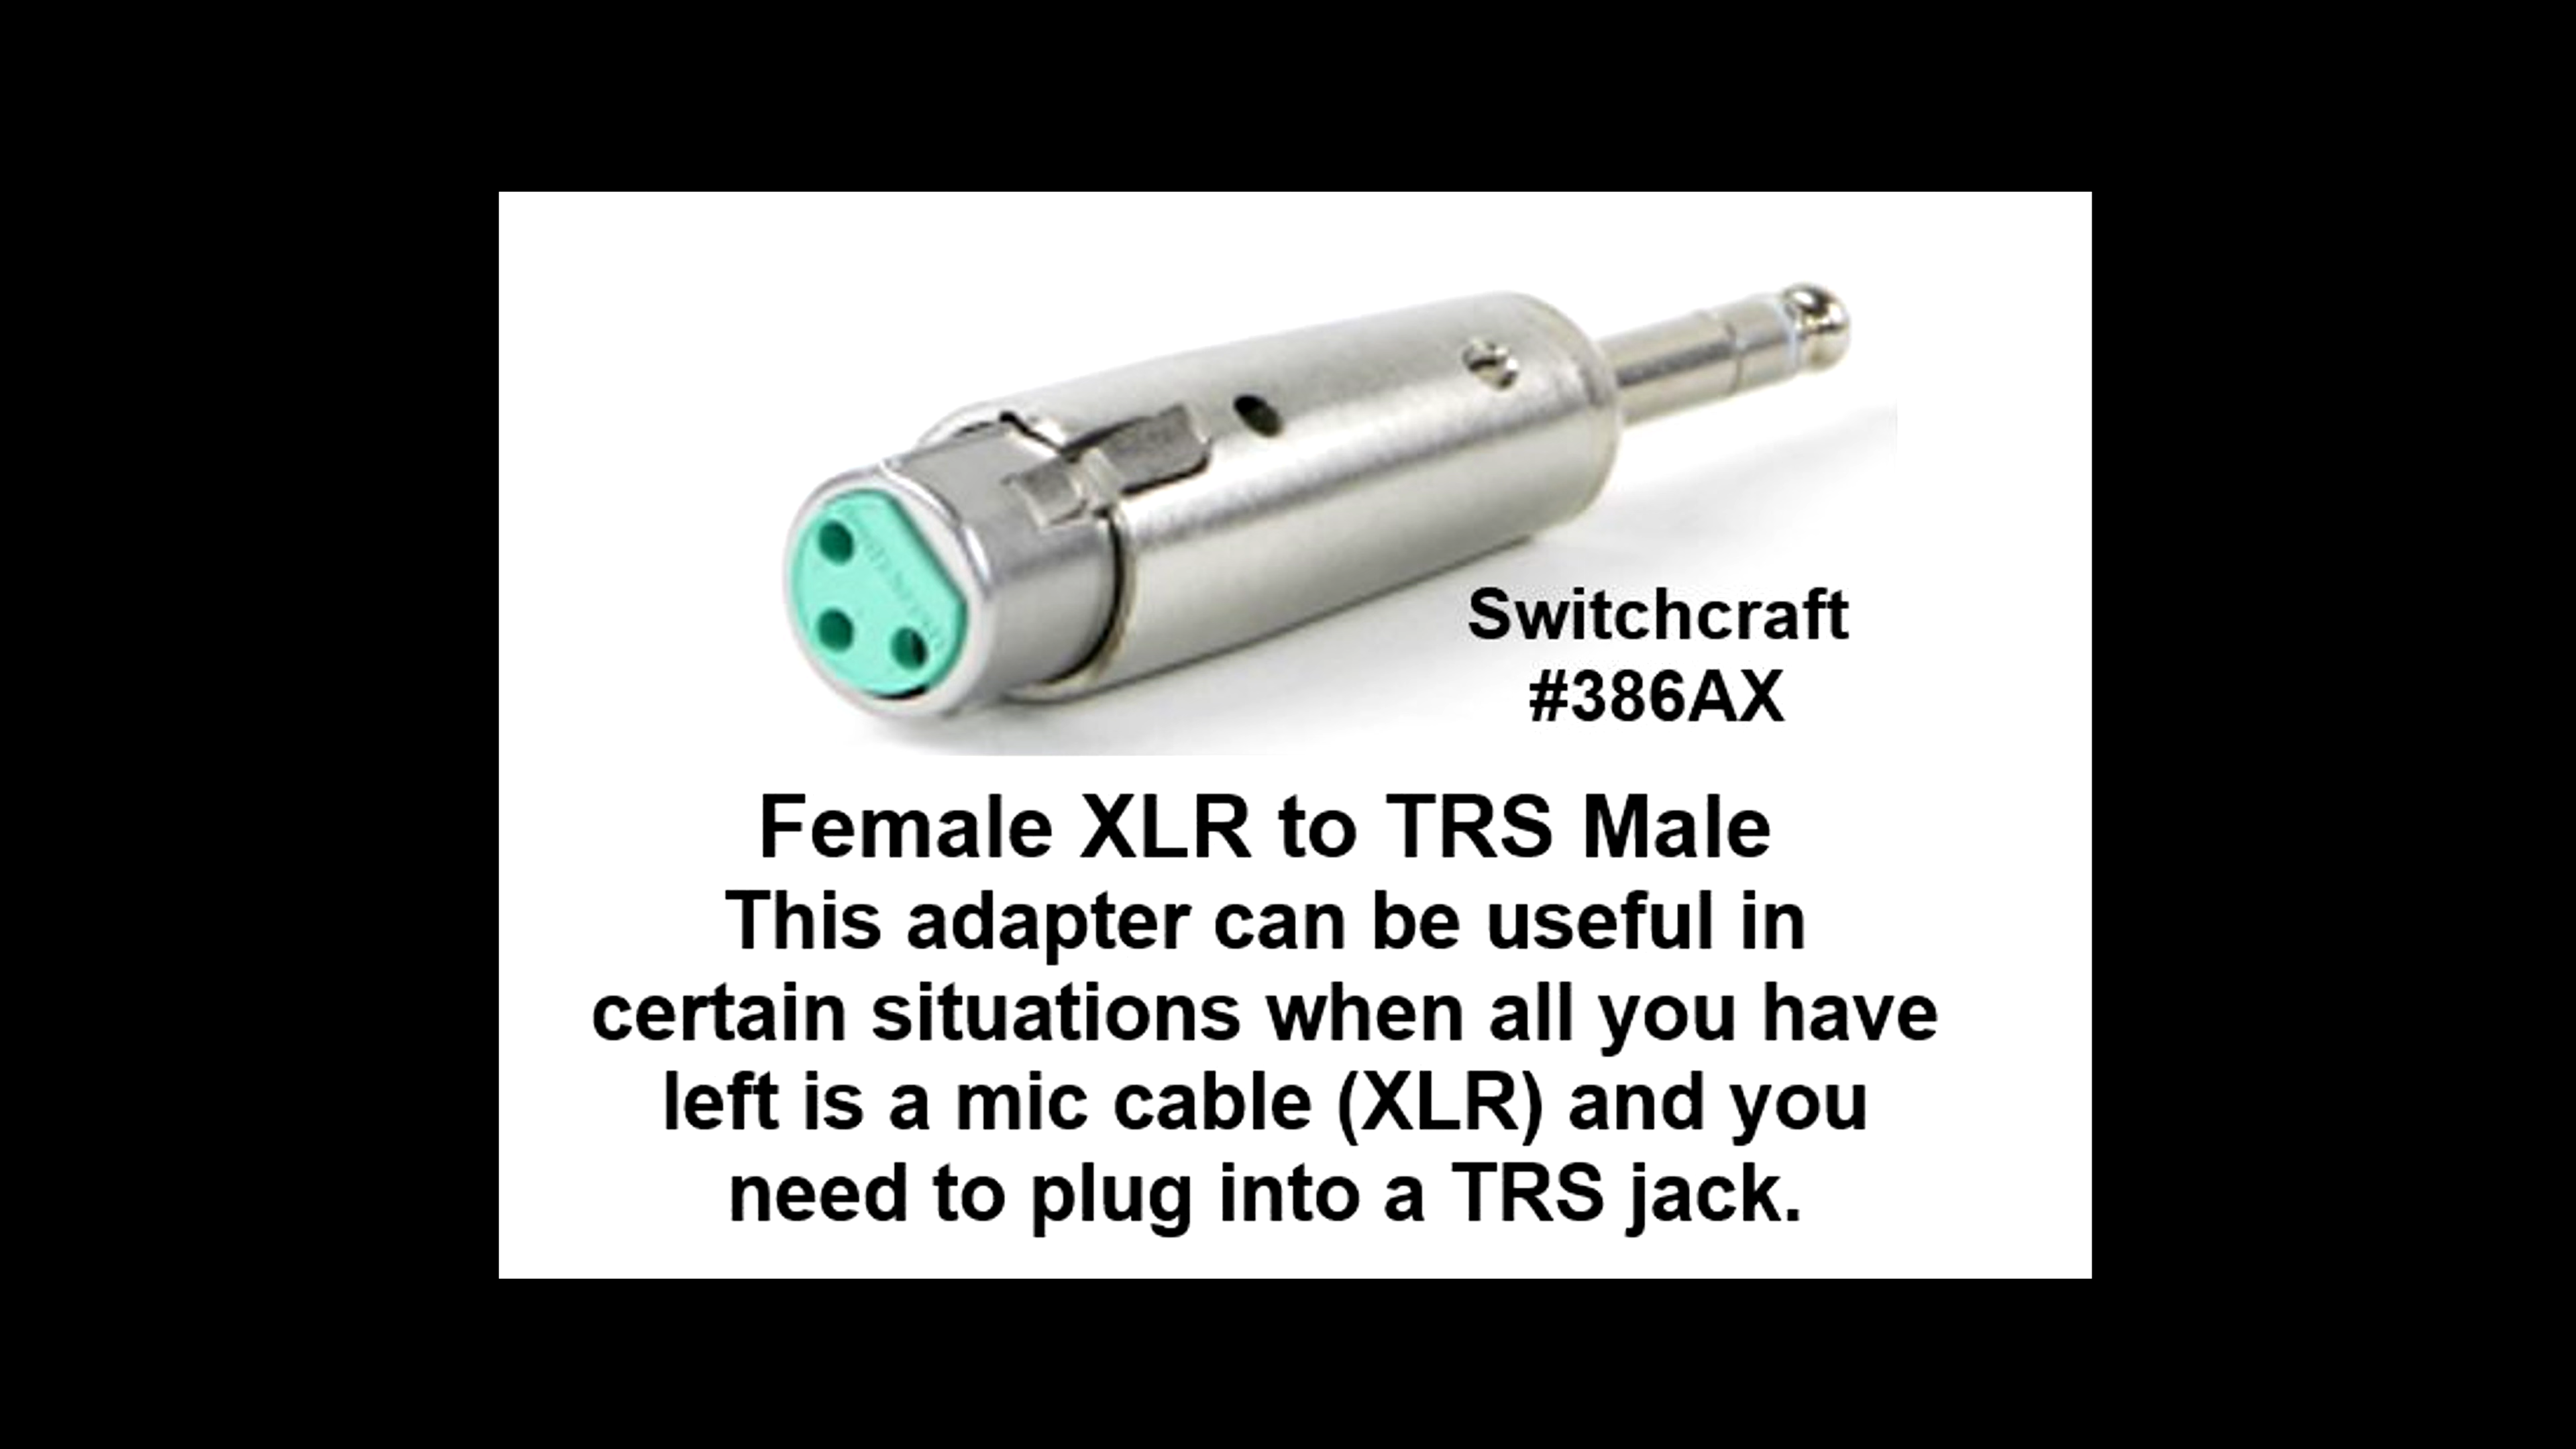 Switchcraft
#386AX
Female XLR to TRS Male
This adapter can be useful in
certain situations when all you have
left is a mic cable (XLR) and you
need to plug into a TRS jack.